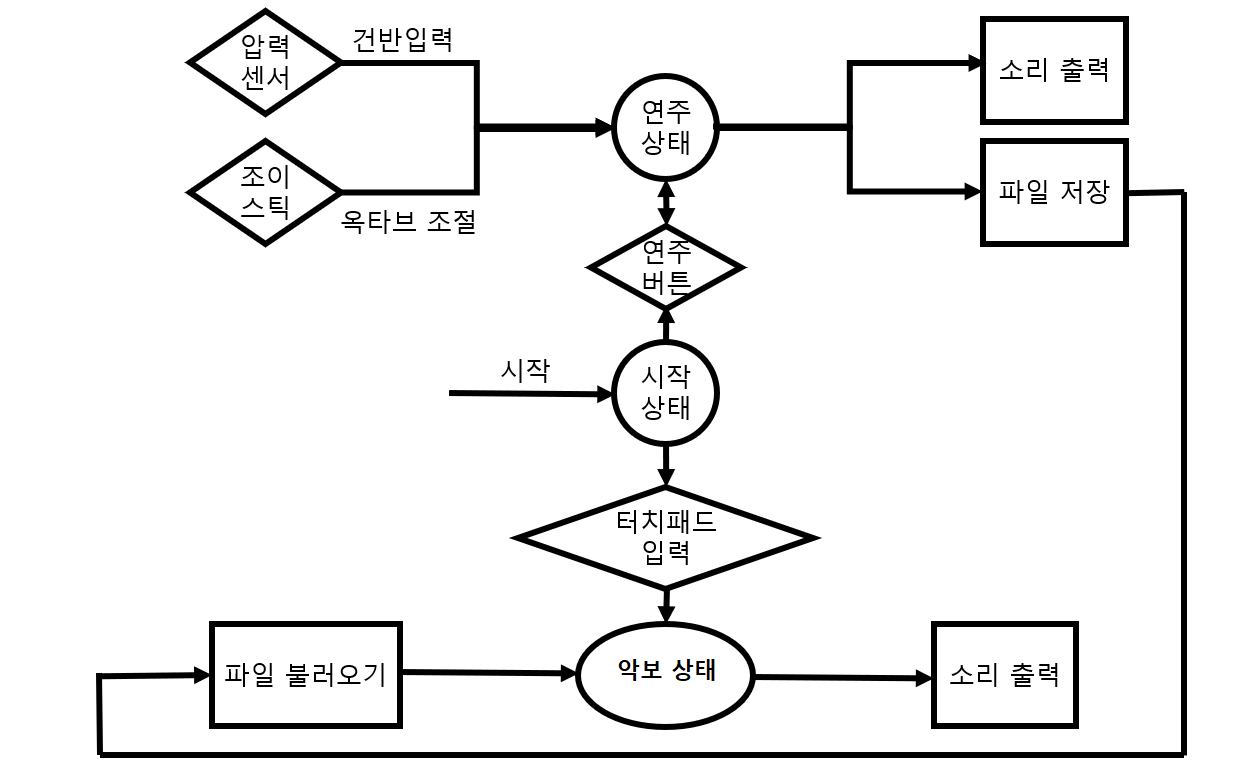 압력
센서
건반입력
조이
스틱
옥타브 조절
연주
상태
소리 출력
파일 저장
연주
버튼
시작
시작
상태
터치패드
입력
파일 불러오기
악보 상태
소리 출력